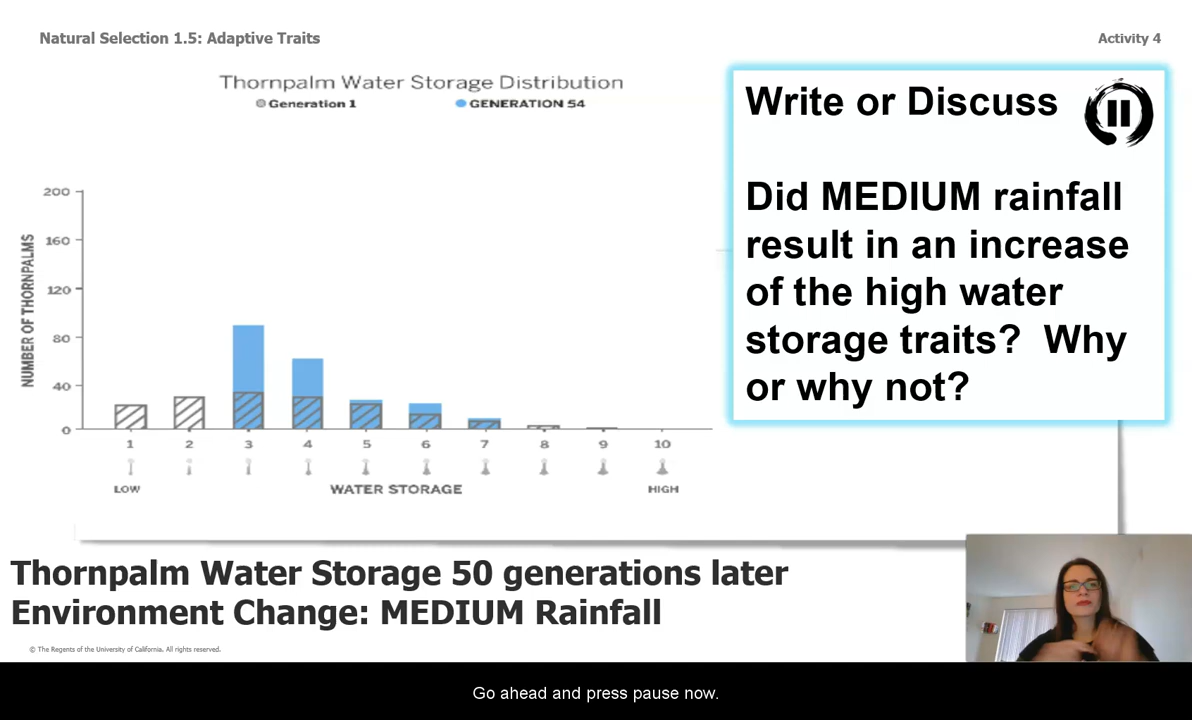 Natural Selection 1.5: Adaptive Traits
Activity 4
Thornpalm Water Storage Distribution
Generation 1
GENERATION 54
Write or Discuss
Did MEDIUM rainfall
result in an increase
of the high water
storage traits? Why
or why not?
NUMBER OF THORNPALMS
200
160
120
80
40
0
1 2 3 4 5 6 7 8 9 10
LOW
WATER STORAGE
HIGH
Thornpalm Water Storage 50 generations later
Environment Change: MEDIUM Rainfall
© The Regents of the University of California. All rights reserved.
Go ahead and press pause now.